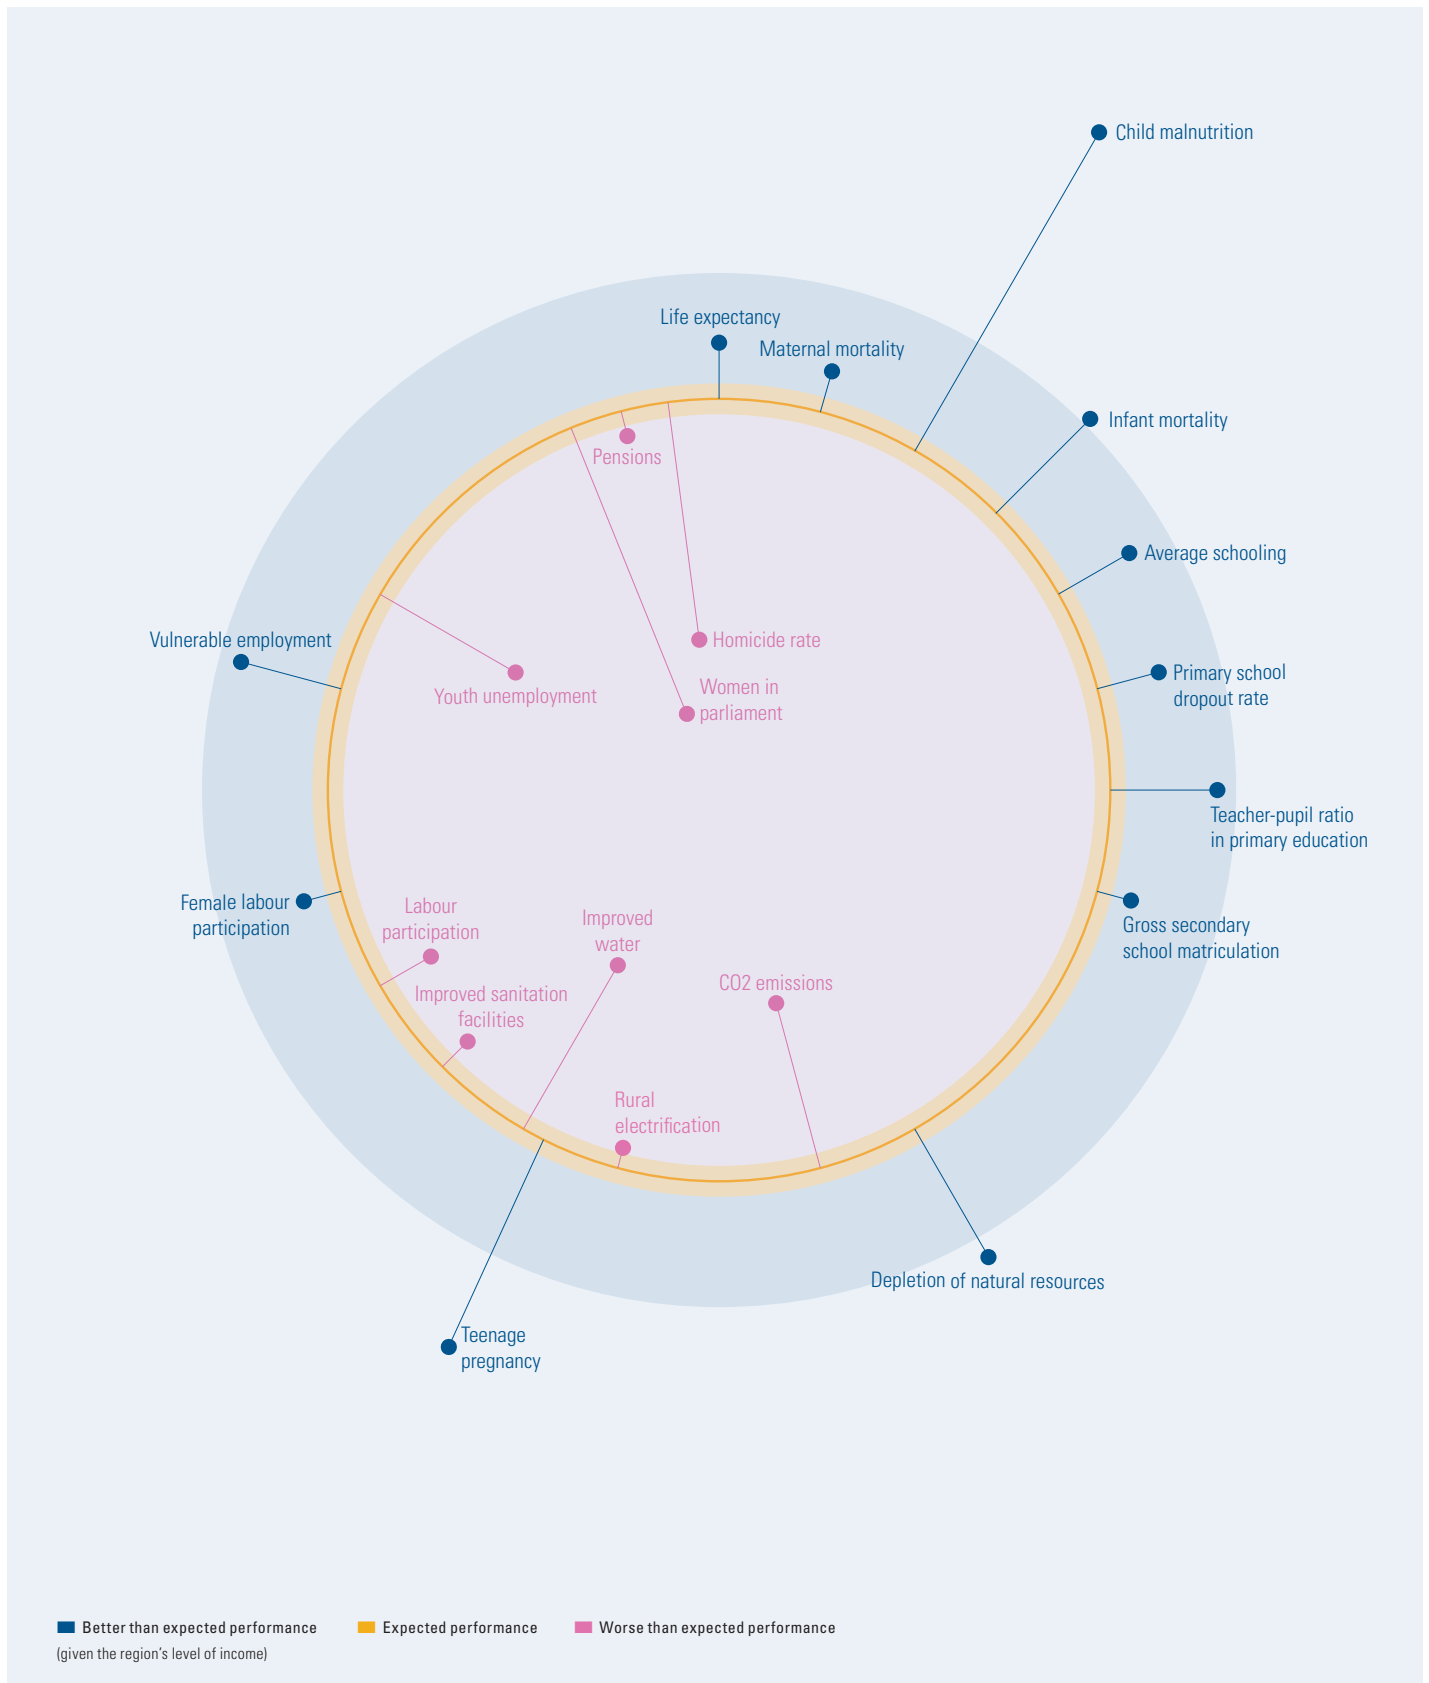 Child malnutrition
Life expectancy
Maternal mortality
Infant mortality
Pensions
Average schooling
Vulnerable employment
Homicide rate
Youth unemployment
Women in
parliament
Primary school
dropout rate
Teacher-pupil ratio
in primary education
Female labour
participation
Labour
participation
Improved
water
Gross secondary
school matriculation
Improved sanitation
facilities
CO2 emissions
Rural
electrification
Depletion of natural resources
Teenage
pregnancy
Better than expected performance
Expected performance
Worse than expected performance
(given the region's level of income)